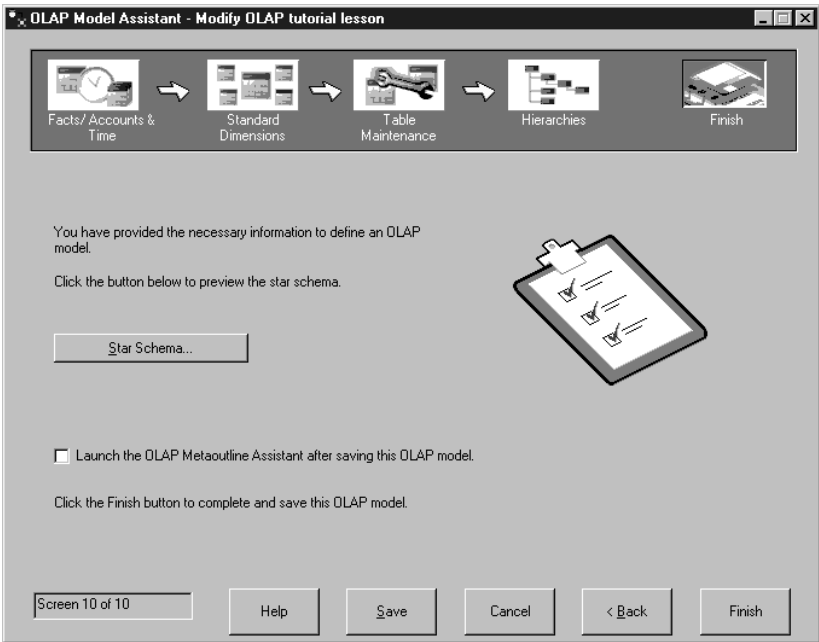 OLAP Model Assistant - Modify OLAP tutorial lesson
Facts/ Accounts &
Time
Standard
Dimensions
Table
Maintenance
Hierarchies
Finish
You have provided the necessary information to define an OLAP
model.
Click the button below to preview the star schema.
Star Schema...
Launch the OLAP Metaoutline Assistant after saving this OLAP model.
Click the Finish button to complete and save this OLAP model.
Screen 10 of 10
Help
Save
Cancel
< Back
Finish